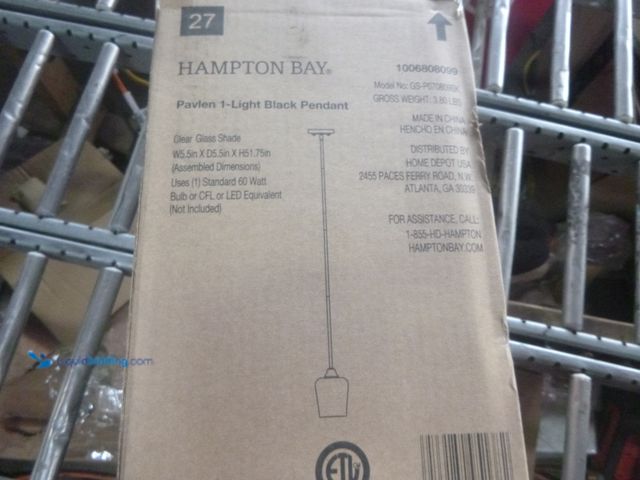 27
HAMPTON BAY®
Pavlen 1-Light Black Pendant
Clear Glass Shade
W5.5in X D5.5in X H51.75in
(Assembled Dimensions)
Uses (1) Standard 60 Watt
Bulb or CFL or LED Equivalent
(Not Included)
1006808099
Model No:
GROSS WEIGHT: 3.80 LBS
MADE IN CHINA
HENCHO EN CHINA
DISTRIBUTED BY
HOME DEPOT USA
2455 PACES FERRY ROAD, N.W.
ATLANTA, GA 30339
FOR ASSISTANCE, CALL:
1-855-HD-HAMPTON
HAMPTONBAY.COM
ETL